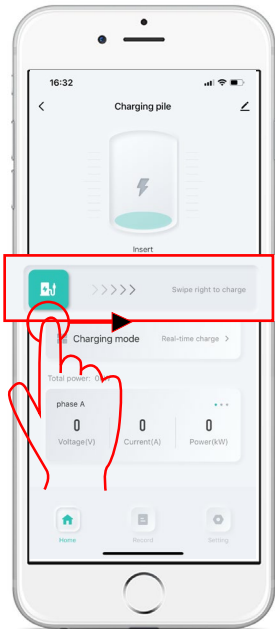 16:32
Charging pile
Insert
Swipe right to charge
Charging mode Real-time charge
Total power:
phase A
0 0 0
Voltage(V) Current(A) Power(kW)
Home Record Setting